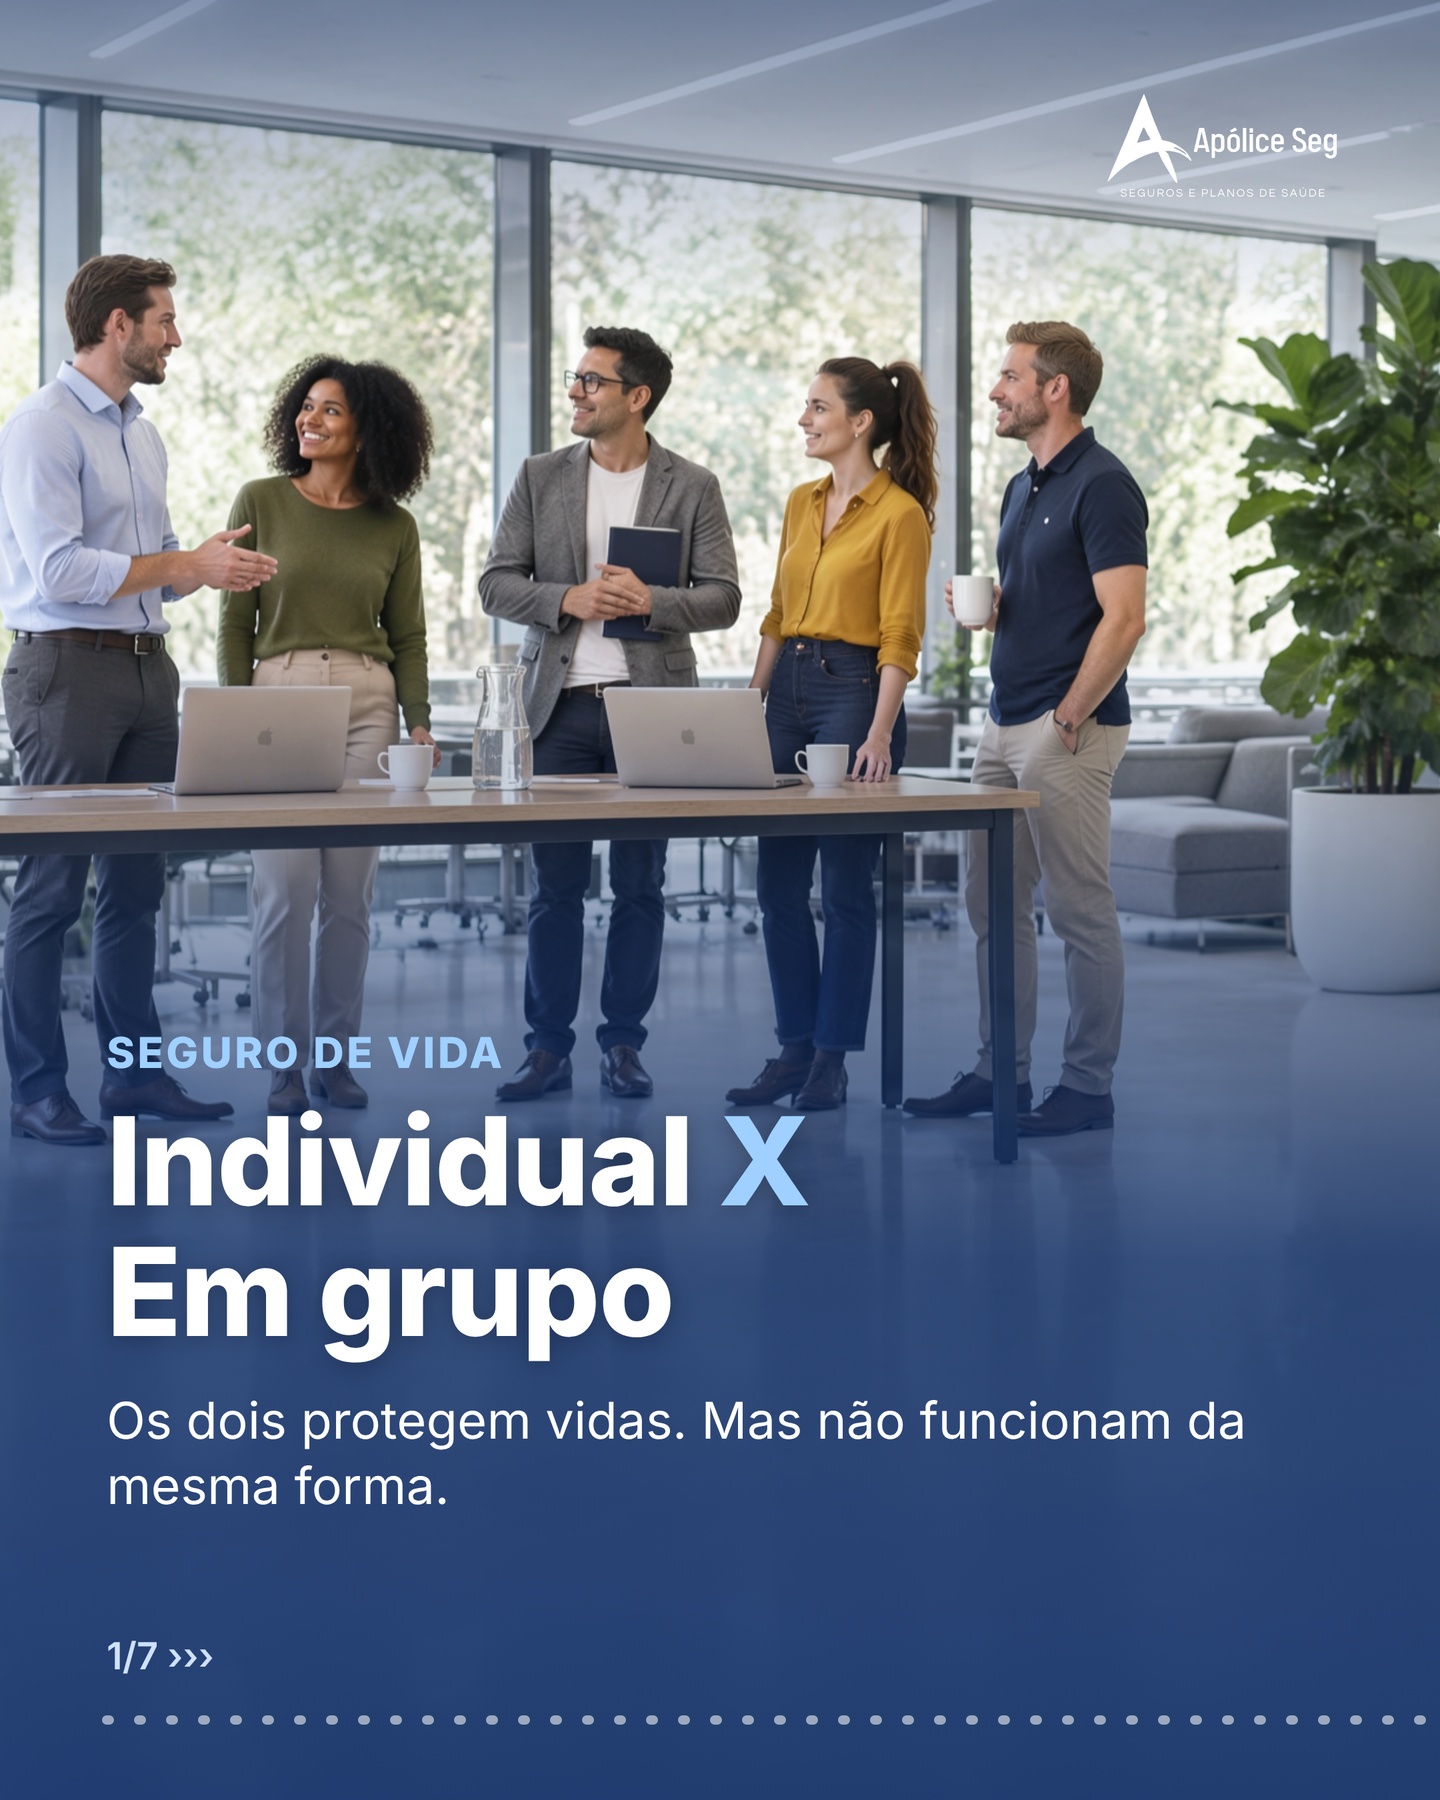 Apólice Seg
SEGUROS E PLANOS DE SAÚDE
SEGURO DE VIDA
Individual X
Em grupo
Os dois protegem vidas. Mas não funcionam da
mesma forma.
1/7 ›››